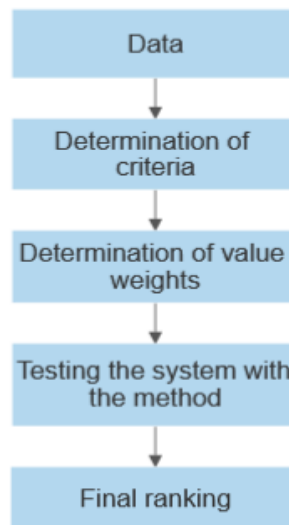 Data
Determination of
criteria
Determination of value
weights
Testing the system with
the method
Final ranking